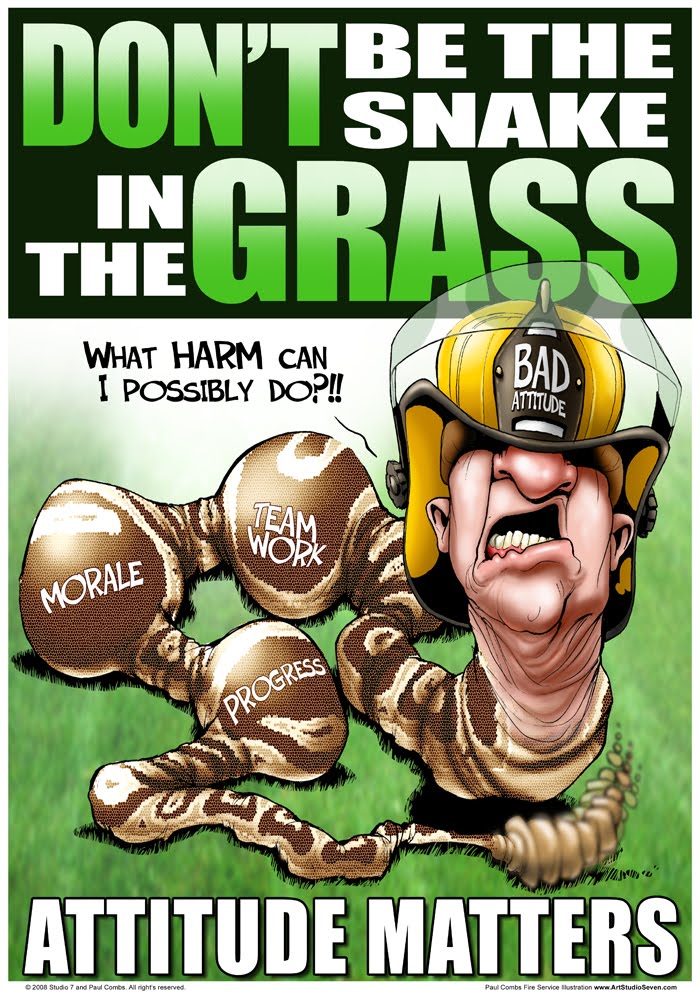 DON'T BE THE
SNAKE
IN
THE GRASS
WHAT HARM CAN
I POSSIBLY DO?!!
BAD
ATTITUDE
TEAM
WORK
MORALE
PROGRESS
ATTITUDE MATTERS
© 2008 Studio 7 and Paul Combs. All right's reserved.
Paul Combs Fire Service Illustration www.ArtStudioSeven.com